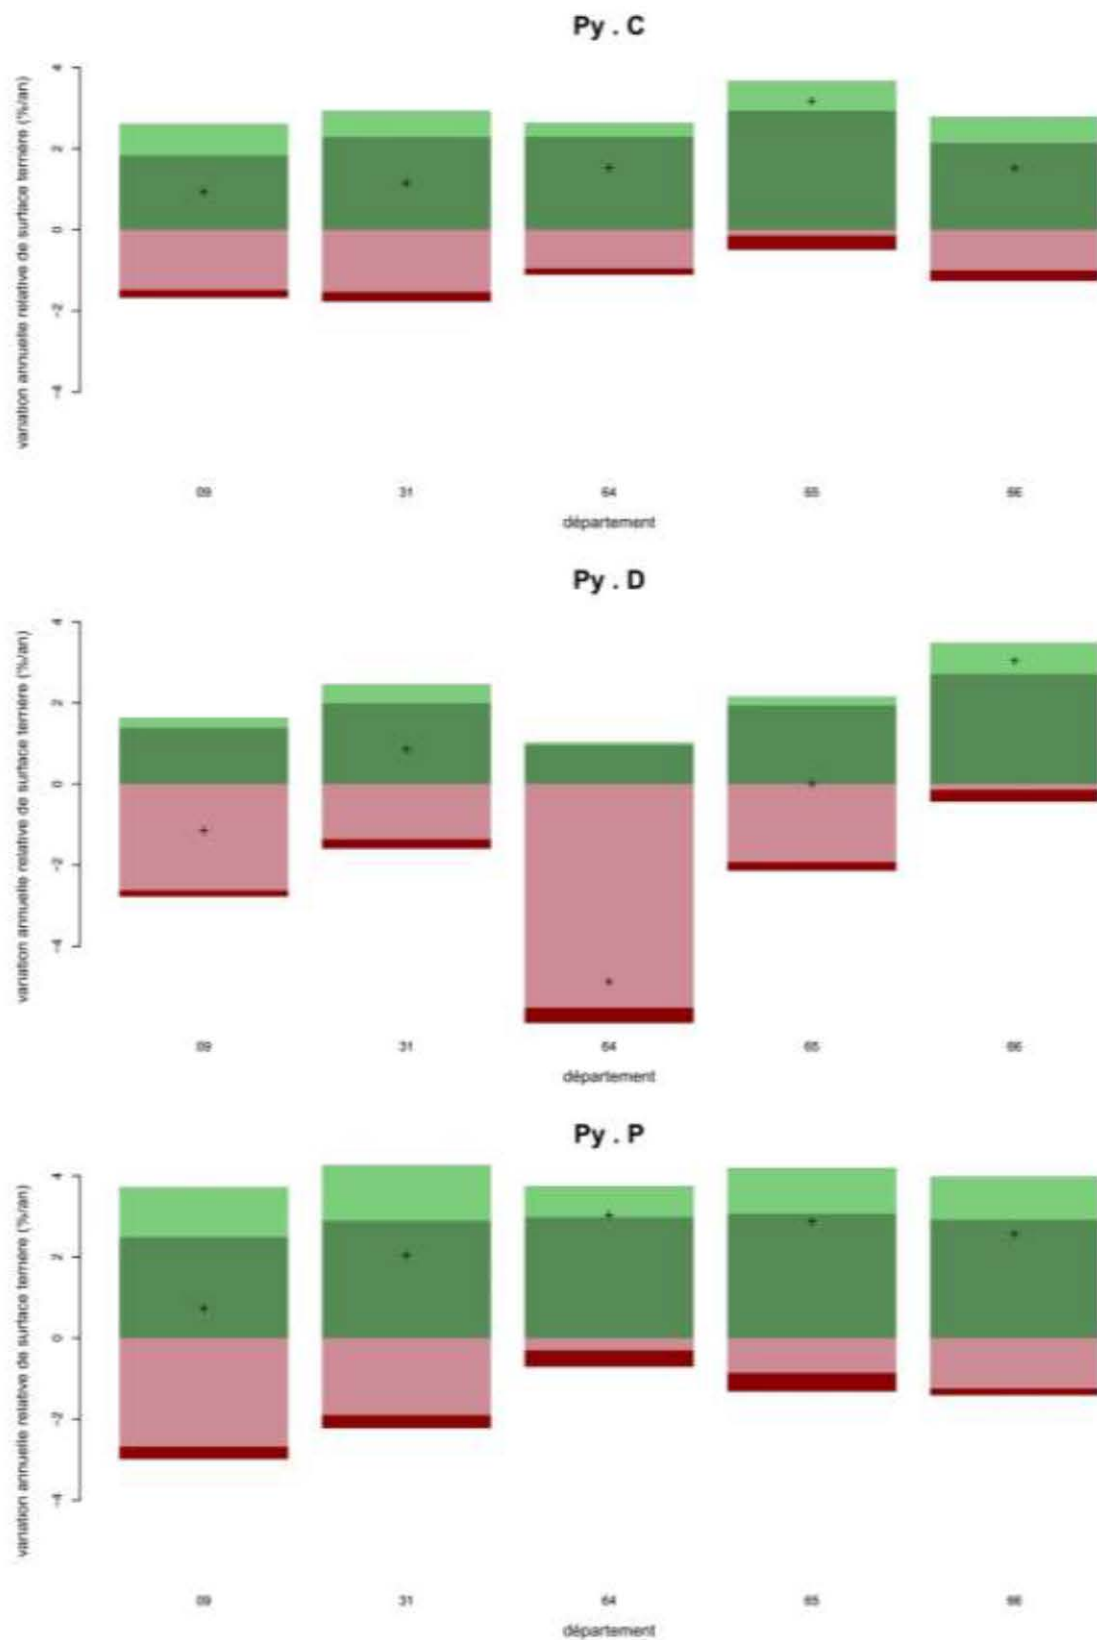 Py . C
variation annuelle relative de surface terrière (%/an)
4
2
0
-2
-4
09 31 64 65 66
département
Py . D
variation annuelle relative de surface terrière (%/an)
4
2
0
-2
-4
09 31 64 65 66
département
Py . P
variation annuelle relative de surface terrière (%/an)
4
2
0
-2
-4
09 31 64 65 66
département